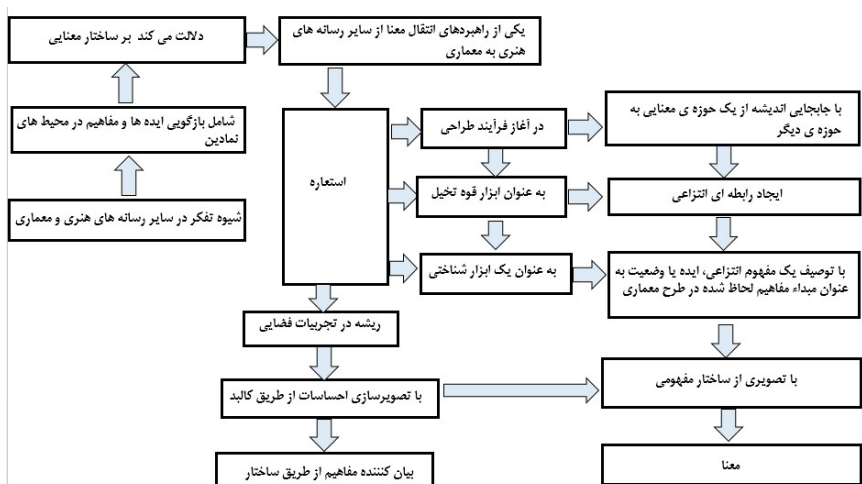 دلالت می کند بر ساختار معنایی
یکی از راهبردهای انتقال معنا از سایر رسانه های
هنری به معماری
شامل بازگویی ایده ها و مفاهیم در محیط های
نمادین
شیوه تفکر در سایر رسانه های هنری و معماری
استعاره
در آغاز فرآیند طراحی
با جابجایی اندیشه از یک حوزه ی معنایی به
حوزه ی دیگر
به عنوان ابزار قوه تخیل
ایجاد رابطه ای انتزاعی
به عنوان یک ابزار شناختی
با توصیف یک مفهوم انتزاعی، ایده یا وضعیت به
عنوان مبداء مفاهیم لحاظ شده در طرح معماری
ریشه در تجربیات فضایی
با تصویرسازی احساسات از طریق کالبد
با تصویری از ساختار مفهومی
بیان کننده مفاهیم از طریق ساختار
معنا